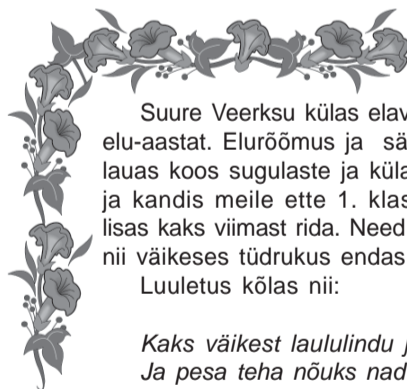 Suure Veerksu külas elav
elu-aastat. Elurõõmus ja sä
lauas koos sugulaste ja küla
ja kandis meile ette 1. klas
lisas kaks viimast rida. Need
nii väikeses tüdrukus endas
Luuletus kõlas nii:
Kaks väikest laululindu j
Ja pesa teha nõuks nad